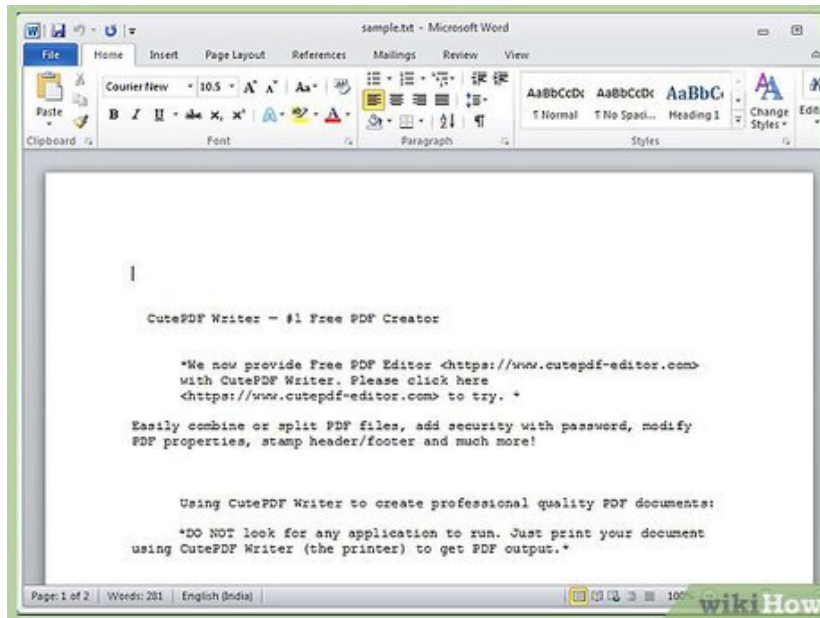 sample.txt - Microsoft Word
File Home Insert Page Layout References Mailings Review View
Courier New 10.5 A A Aa
Paste B I U abc x, x² A A
AaBbCcDc AaBbCcDc AaBbC
¶ Normal ¶ No Spaci... Heading 1
Change Styles
Clipboard Font Paragraph Styles
CutePDF Writer — #1 Free PDF Creator
*We now provide Free PDF Editor <https://www.cutepdf-editor.com>
with CutePDF Writer. Please click here
<https://www.cutepdf-editor.com> to try. *
Easily combine or split PDF files, add security with password, modify
PDF properties, stamp header/footer and much more!
Using CutePDF Writer to create professional quality PDF documents:
*DO NOT look for any application to run. Just print your document
using CutePDF Writer (the printer) to get PDF output.*
Page: 1 of 2 Words: 281 English (India) 100%
wikiHow